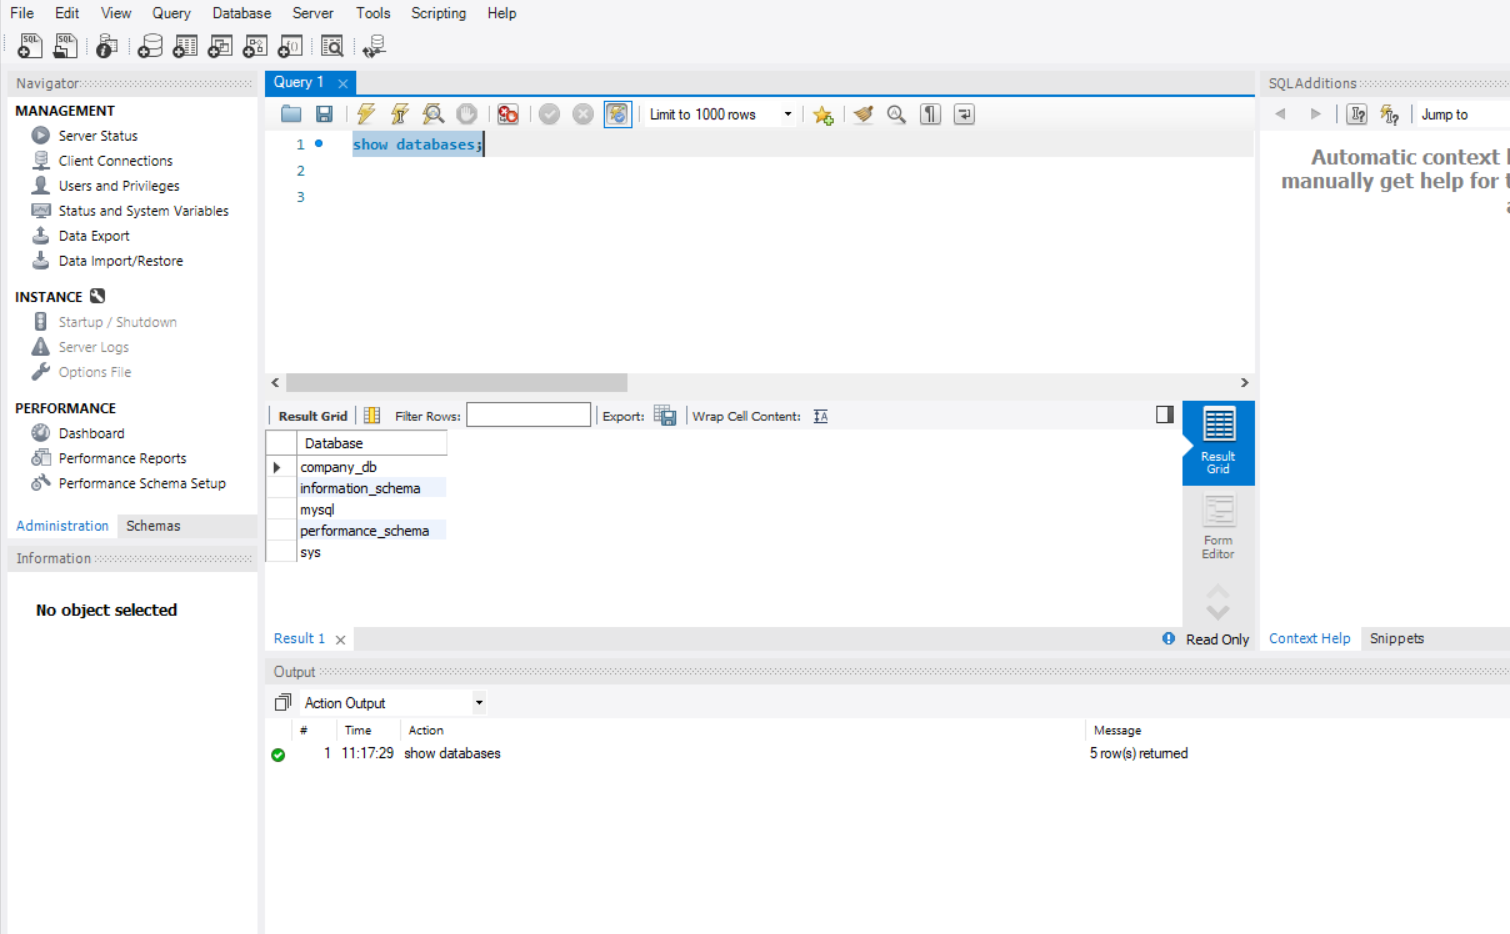 File Edit View Query Database Server Tools Scripting Help
SQL SQL
Navigator
MANAGEMENT
Server Status
Client Connections
Users and Privileges
Status and System Variables
Data Export
Data Import/Restore
INSTANCE
Startup / Shutdown
Server Logs
Options File
PERFORMANCE
Dashboard
Performance Reports
Performance Schema Setup
Administration Schemas
Information
No object selected
Query 1
Limit to 1000 rows
1 show databases;
2
3
Result Grid Filter Rows: Export: Wrap Cell Content:
Database
company_db
information_schema
mysql
performance_schema
sys
Result
Grid
Form
Editor
Result 1 Read Only
Output
Action Output
# Time Action Message
1 11:17:29 show databases 5 row(s) returned
SQLAdditions
Jump to
Automatic context
manually get help for
Context Help Snippets